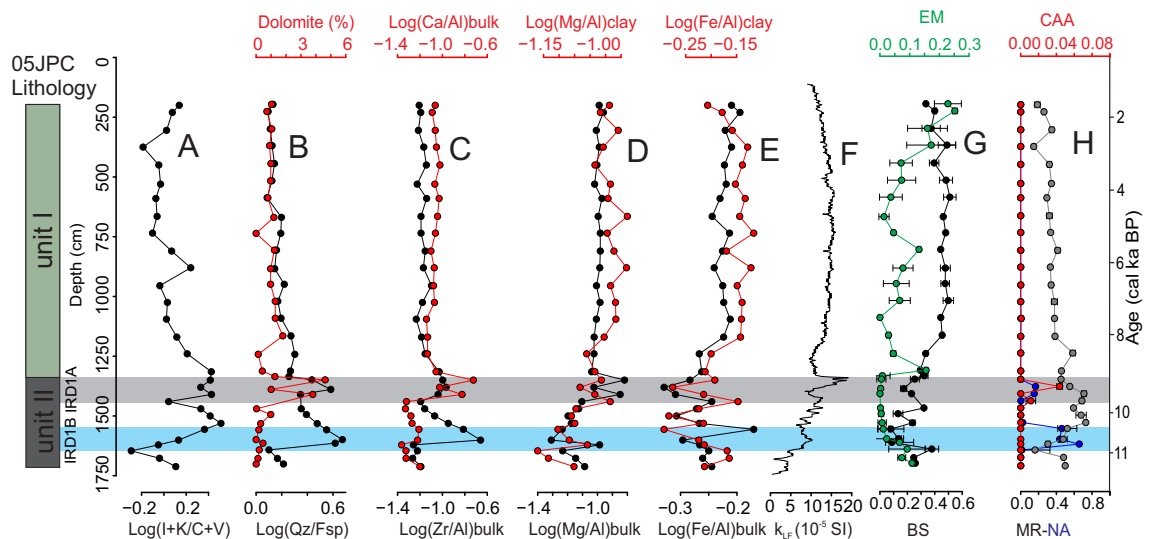 Dolomite (%)
0 3 6
Log(Ca/Al)bulk
−1.4 −1.0 −0.6
Log(Mg/Al)clay
−1.15 −1.00
Log(Fe/Al)clay
−0.25 −0.15
EM
0.0 0.1 0.2 0.3
CAA
0.00 0.04 0.08
05JPC
Lithology
unit I
unit II
IRD1B IRD1A
Depth (cm)
0
250
500
750
1000
1250
1500
1750
A
B
C
D
E
F
G
H
2
4
6
8
10
11
Age (cal ka BP)
−0.2 0.4
Log(I+K/C+V)
0 2 4 6
Log(Qz/Fsp)
−1.4 −1.0 −0.6
Log(Zr/Al)bulk
−1.4 −1.0
Log(Mg/Al)bulk
−0.3 −0.2
Log(Fe/Al)bulk
0 5 10 15 20
kLF (10-5 SI)
0.0 0.2 0.4 0.6
BS
0.0 0.4 0.8
MR-NA